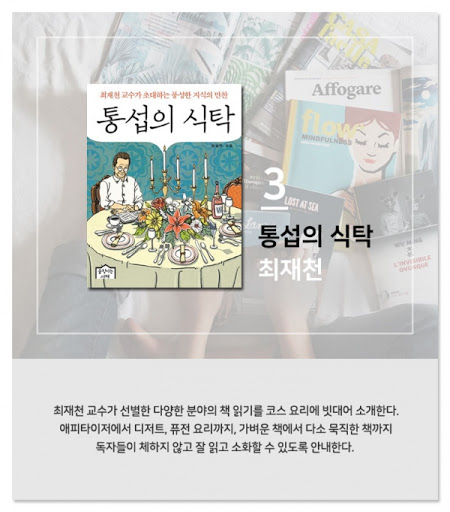 최재천 교수가 초대하는 풍성한 지식의 만찬
통섭의 식탁
Affogare
flow
MINDFULNESS
LOST AT SEA
L'INVISIBILE
OVUNQUE
3
통섭의 식탁
최재천
최재천 교수가 선별한 다양한 분야의 책 읽기를 코스 요리에 빗대어 소개한다.
애피타이저에서 디저트, 퓨전 요리까지, 가벼운 책에서 다소 묵직한 책까지
독자들이 체하지 않고 잘 읽고 소화할 수 있도록 안내한다.